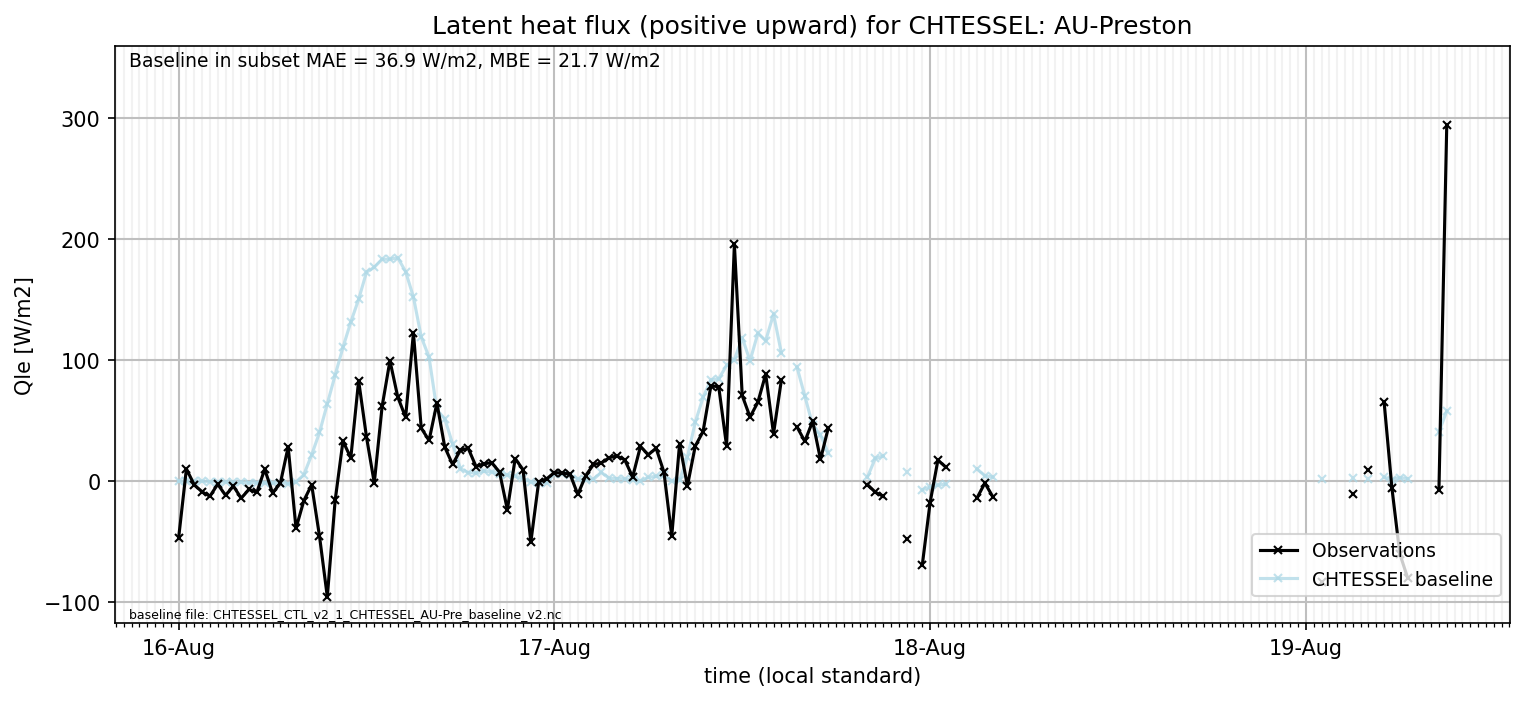 Latent heat flux (positive upward) for CHTESSEL: AU-Preston
Baseline in subset MAE = 36.9 W/m2, MBE = 21.7 W/m2
Qle [W/m2]
300
200
100
0
−100
Observations
CHTESSEL baseline
baseline file: CHTESSEL_CTL_v2_1_CHTESSEL_AU-Pre_baseline_v2.nc
16-Aug 17-Aug 18-Aug 19-Aug
time (local standard)